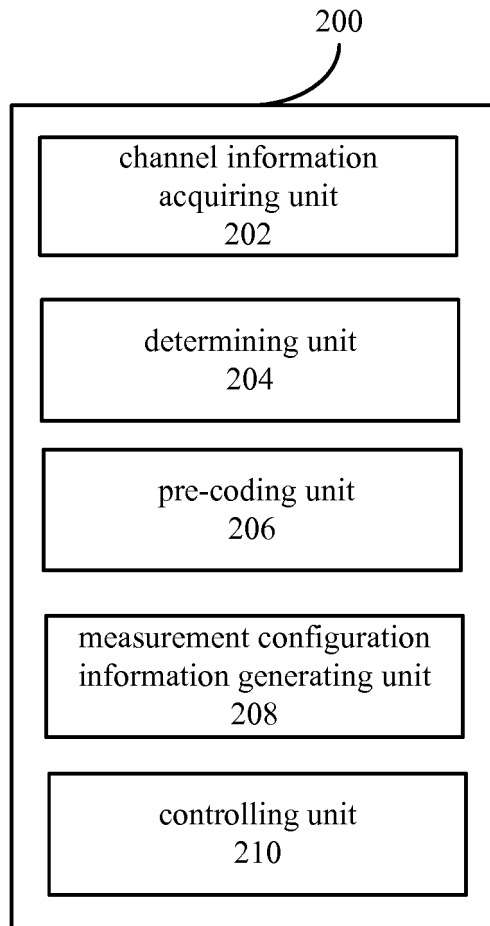 200
channel information
acquiring unit
202
determining unit
204
pre-coding unit
206
measurement configuration
information generating unit
208
controlling unit
210